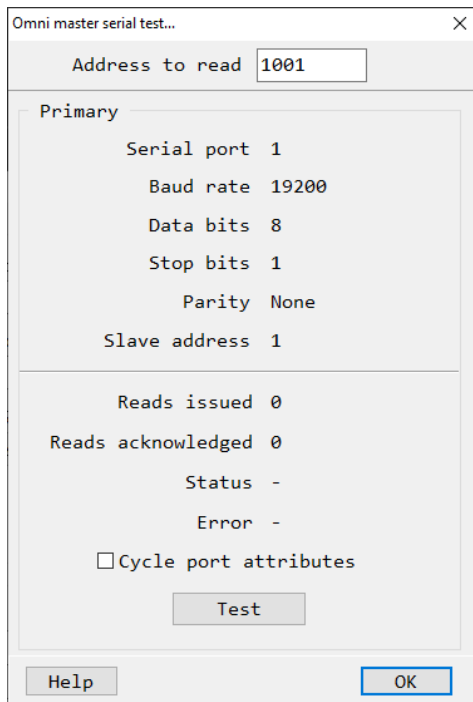 Omni master serial test...
Address to read 1001
Primary
Serial port 1
Baud rate 19200
Data bits 8
Stop bits 1
Parity None
Slave address 1
Reads issued 0
Reads acknowledged 0
Status -
Error -
Cycle port attributes
Test
Help OK